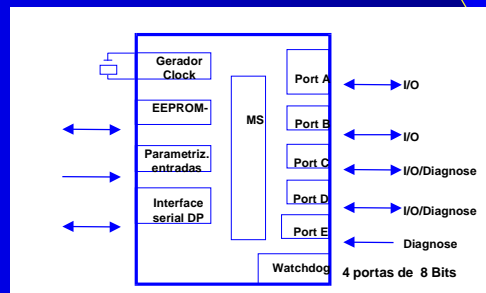 Gerador
Clock
EEPROM-
Parametriz.
entradas
Interface
serial DP
MS
Port A
Port B
Port C
Port D
Port E
Watchdog
I/O
I/O
I/O/Diagnose
I/O/Diagnose
Diagnose
4 portas de 8 Bits